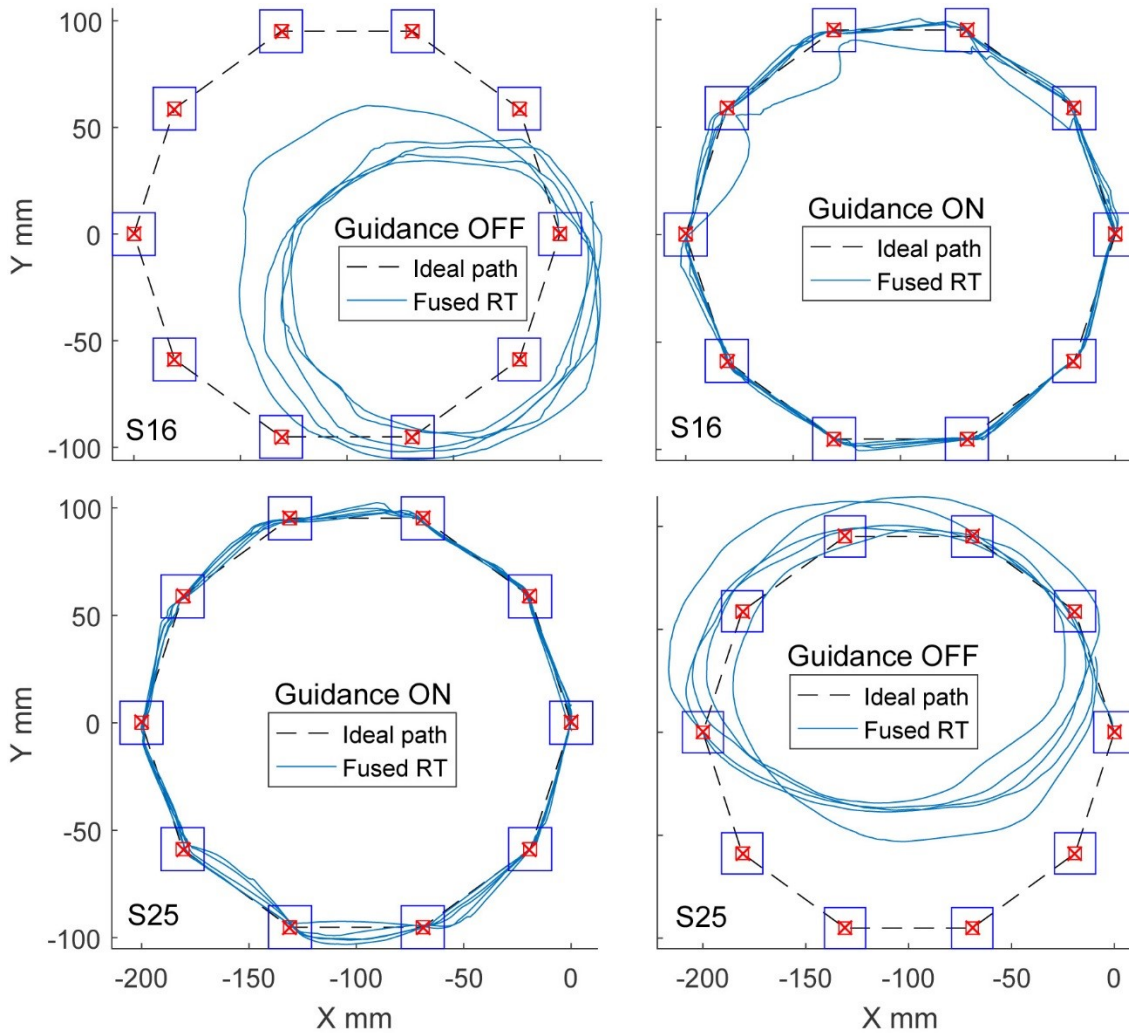 100
50
Y mm
0
-50
-100
Guidance OFF
Ideal path
Fused RT
S16
Guidance ON
Ideal path
Fused RT
S16
100
50
Y mm
0
-50
-100
Guidance ON
Ideal path
Fused RT
S25
-200 -150 -100 -50 0
X mm
Guidance OFF
Ideal path
Fused RT
S25
-200 -150 -100 -50 0
X mm